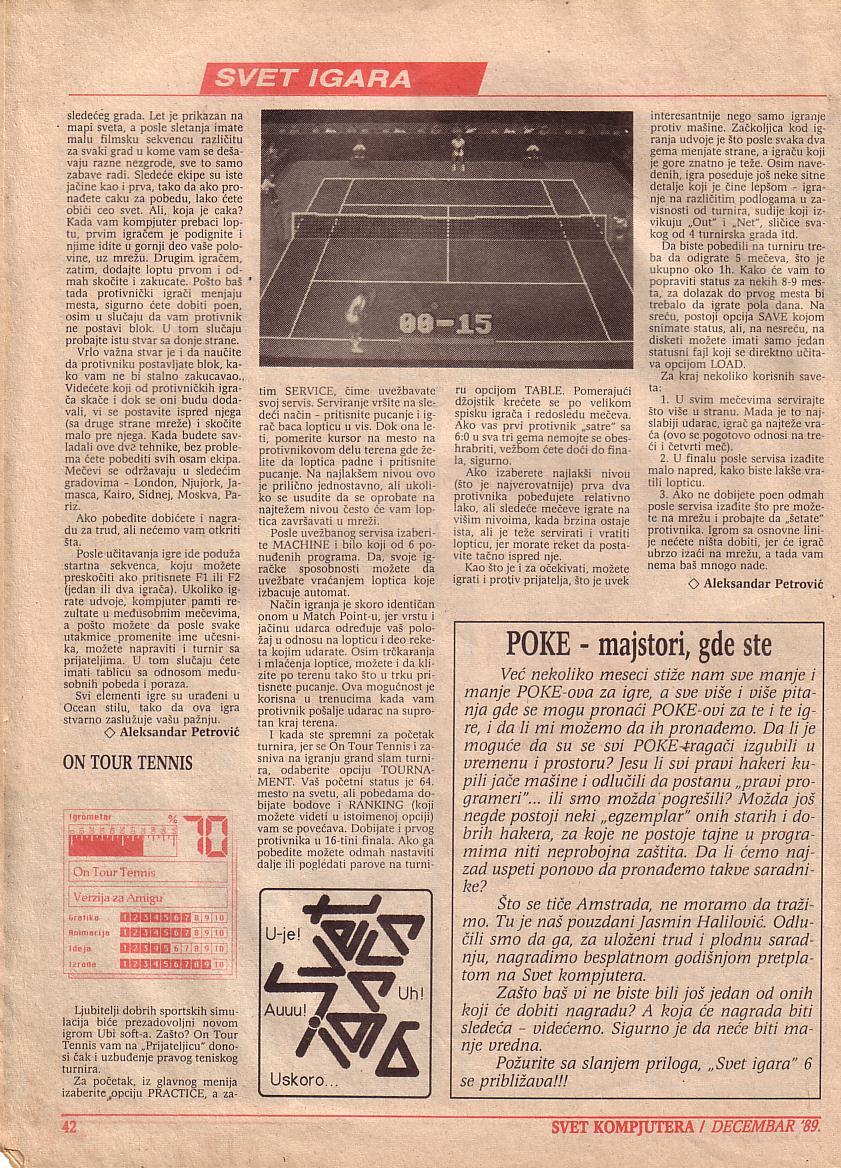 SVET IGARA
sledećeg grada. Let je prikazan na
mapi sveta, a posle sletanja imate
malu filmsku sekvencu različitu
za svaki grad u kome vam se deša-
vaju razne nezgrode, sve to samo
zabave radi. Sledeće ekipe su iste
jačine kao i prva, tako da ako pro-
nađete caku za pobedu, lako ćete
obići ceo svet. Ali, koja je caka?
Kada vam kompjuter prebaci lop-
tu, prvim igračem je podignite i
njime idite u gornji deo vaše polo-
vine, uz mrežu. Drugim igračem,
zatim, dodajte loptu prvom i od-
mah skočite i zakucate. Pošto baš
tada protivnički igrači menjaju
mesta, sigurno ćete dobiti poen,
osim u slučaju da vam protivnik
ne postavi blok. U tom slučaju
probajte istu stvar sa donje strane.
Vrlo važna stvar je i da naučite
da protivniku postavljate blok, ka-
ko vam ne bi stalno zakucavao.,
Videćete koji od protivničkih igra-
ča skače i dok se oni budu doda-
vali, vi se postavite ispred njega
(sa druge strane mreže) i skočite
malo pre njega. Kada budete sav-
ladali ove dve tehnike, bez proble-
ma ćete pobediti svih osam ekipa.
Mečevi se održavaju u sledećim
gradovima – London, Njujork, Ja-
masca, Kairo, Sidnej, Moskva, Pa-
riz.
Ako pobedite dobićete i nagra-
du za trud, ali nećemo vam otkriti
šta.
Posle učitavanja igre ide poduža
startna sekvenca, koju možete
preskočiti ako pritisnete F1 ili F2
(jedan ili dva igrača). Ukoliko ig-
rate udvoje, kompjuter pamti re-
zultate u međusobnim mečevima,
a pošto možete da posle svake
utakmice promenite ime učesni-
ka, možete napraviti i turnir sa
prijateljima. U tom slučaju ćete
imati tablicu sa odnosom među-
sobnih pobeda i poraza.
Svi elementi igre su urađeni u
Ocean stilu, tako da ova igra
stvarno zaslužuje vašu pažnju.
◇ Aleksandar Petrović
ON TOUR TENNIS
Igrometar % 70
On Tour Tennis
Verzija za Amigu
Grafika 1 2 3 4 5 6 7 8 9 10
Animacija 1 2 3 4 5 6 7 8 9 10
Ideja 1 2 3 4 5 6 7 8 9 10
Izrada 1 2 3 4 5 6 7 8 9 10
Ljubitelji dobrih sportskih simu-
lacija biće prezadovoljni novom
igrom Ubi soft-a. Zašto? On Tour
Tennis vam na „Prijateljicu" dono-
si čak i uzbuđenje pravog teniskog
turnira.
Za početak, iz glavnog menija
izaberite opciju PRACTICE, a za-
00-15
tim SERVICE, čime uvežbavate
svoj servis. Serviranje vršite na sle-
deći način – pritisnite pucanje i ig-
rač baca lopticu u vis. Dok ona le-
ti, pomerite kursor na mesto na
protivnikovom delu terena gde že-
lite da loptica padne i pritisnite
pucanje. Na najlakšem nivou ovo
je prilično jednostavno, ali ukoli-
ko se usudite da se oprobate na
najtežem nivou često će vam lop-
tica završavati u mreži.
Posle uvežbanog servisa izaberi-
te MACHINE i bilo koji od 6 po-
nuđenih programa. Da, svoje ig-
račke sposobnosti možete da
uvežbate vraćanjem loptica koje
izbacuje automat.
Način igranja je skoro identičan
onom u Match Point-u, jer vrstu i
jačinu udarca određuje vaš polo-
žaj u odnosu na lopticu i deo reke-
ta kojim udarate. Osim trčkaranja
i mlaćenja loptice, možete i da kli-
zite po terenu tako što u trku pri-
tisnete pucanje. Ova mogućnost je
korisna u trenucima kada vam
protivnik pošalje udarac na supro-
tan kraj terena.
I kada ste spremni za početak
turnira, jer se On Tour Tennis i za-
sniva na igranju grand slam turni-
ra, odaberite opciju TOURNA-
MENT. Vaš početni status je 64.
mesto na svetu, ali pobedama do-
bijate bodove i RANKING (koji
možete videti u istoimenoj opciji)
vam se povećava. Dobijate i prvog
protivnika u 16-tini finala. Ako ga
pobedite možete odmah nastaviti
dalje ili pogledati parove na turni-
U-je!
Svet
igara
6
Uh!
Auuu!
Uskoro...
ru opcijom TABLE. Pomerajući
džojstik krećete se po velikom
spisku igrača i redosledu mečeva.
Ako vas prvi protivnik „satre" sa
6:0 u sva tri gema nemojte se obes-
hrabriti, vežbom ćete doći do fina-
la, sigurno.
Ako izaberete najlakši nivou
(što je najverovatnije) prva dva
protivnika pobeđujete relativno
lako, ali sledeće mečeve igrate na
višim nivoima, kada brzina ostaje
ista, ali je teže servirati i vratiti
lopticu, jer morate reket da posta-
vite tačno ispred nje.
Kao što je i za očekivati, možete
igrati i protiv prijatelja, što je uvek
interesantnije nego samo igranje
protiv mašine. Začkoljica kod ig-
ranja udvoje je što posle svaka dva
gema menjate strane, a igraču koji
je gore znatno je teže. Osim nave-
denih, igra poseduje još neke sitne
detalje koji je čine lepšom – igra-
nje na različitim podlogama u za-
visnosti od turnira, sudije koji iz-
vikuju „Out" i „Net", sličice sva-
kog od 4 turnirska grada itd.
Da biste pobedili na turniru tre-
ba da odigrate 5 mečeva, što je
ukupno oko 1h. Kako će vam to
popraviti status za nekih 8-9 mes-
ta, za dolazak do prvog mesta bi
trebalo da igrate pola dana. Na
sreću, postoji opcija SAVE kojom
snimate status, ali, na nesreću, na
disketi možete imati samo jedan
statusni fajl koji se direktno učita-
va opcijom LOAD.
Za kraj nekoliko korisnih save-
ta:
1. U svim mečevima servirajte
što više u stranu. Mada je to naj-
slabiji udarac, igrač ga najteže vra-
ća (ovo se pogotovo odnosi na tre-
ći i četvrti meč).
2. U finalu posle servisa izađite
malo napred, kako biste lakše vra-
tili lopticu.
3. Ako ne dobijete poen odmah
posle servisa izađite što pre može-
te na mrežu i probajte da „šetate"
protivnika. Igrom sa osnovne lini-
je nećete ništa dobiti, jer će igrač
ubrzo izaći na mrežu, a tada vam
nema baš mnogo nade.
◇ Aleksandar Petrović
POKE - majstori, gde ste
Već nekoliko meseci stiže nam sve manje i
manje POKE-ova za igre, a sve više i više pita-
nja gde se mogu pronaći POKE-ovi za te i te ig-
re, i da li mi možemo da ih pronađemo. Da li je
moguće da su se svi POKE-tragači izgubili u
vremenu i prostoru? Jesu li svi pravi hakeri ku-
pili jače mašine i odlučili da postanu „pravi pro-
grameri"... ili smo možda pogrešili? Možda još
negde postoji neki „egzemplar" onih starih i do-
brih hakera, za koje ne postoje tajne u progra-
mima niti neprobojna zaštita. Da li ćemo naj-
zad uspeti ponovo da pronađemo takve saradni-
ke?
Što se tiče Amstrada, ne moramo da traži-
mo. Tu je naš pouzdani Jasmin Halilović. Odlu-
čili smo da ga, za uloženi trud i plodnu sarad-
nju, nagradimo besplatnom godišnjom pretpla-
tom na Svet kompjutera.
Zašto baš vi ne biste bili još jedan od onih
koji će dobiti nagradu? A koja će nagrada biti
sledeća – videćemo. Sigurno je da neće biti ma-
nje vredna.
Požurite sa slanjem priloga, „Svet igara" 6
se približava!!!
42
SVET KOMPJUTERA / DECEMBAR '89.